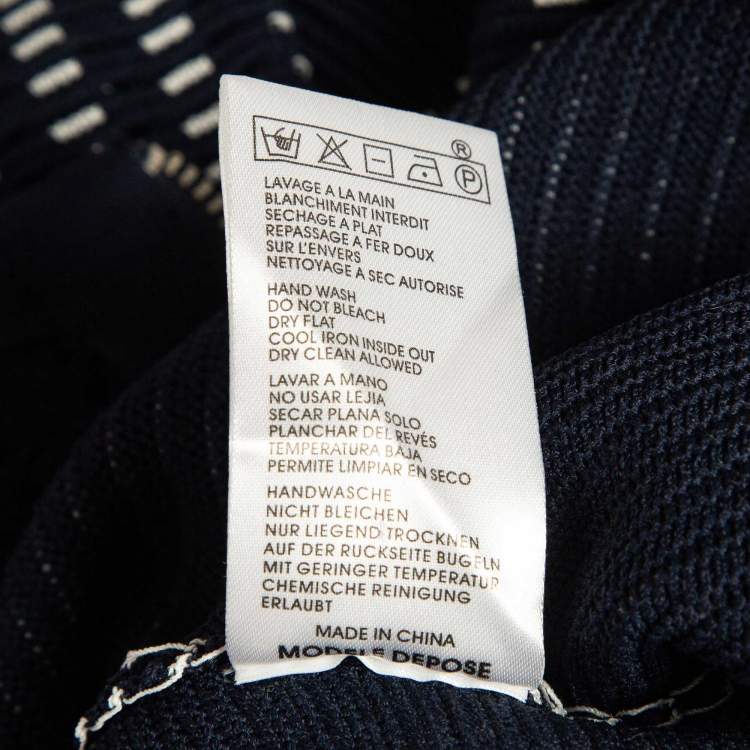 ®
P
LAVAGE A LA MAIN
BLANCHIMENT INTERDIT
SECHAGE A PLAT
REPASSAGE A FER DOUX
SUR L'ENVERS
NETTOYAGE A SEC AUTORISE
HAND WASH
DO NOT BLEACH
DRY FLAT
COOL IRON INSIDE OUT
DRY CLEAN ALLOWED
LAVAR A MANO
NO USAR LEJIA
SECAR PLANA SOLO
PLANCHAR DEL REVÉS
TEMPERATURA BAJA
PERMITE LIMPIAR EN SECO
HANDWASCHE
NICHT BLEICHEN
NUR LIEGEND TROCKNEN
AUF DER RUCKSEITE BUGELN
MIT GERINGER TEMPERATUR
CHEMISCHE REINIGUNG
ERLAUBT
MADE IN CHINA
MODELE DEPOSE